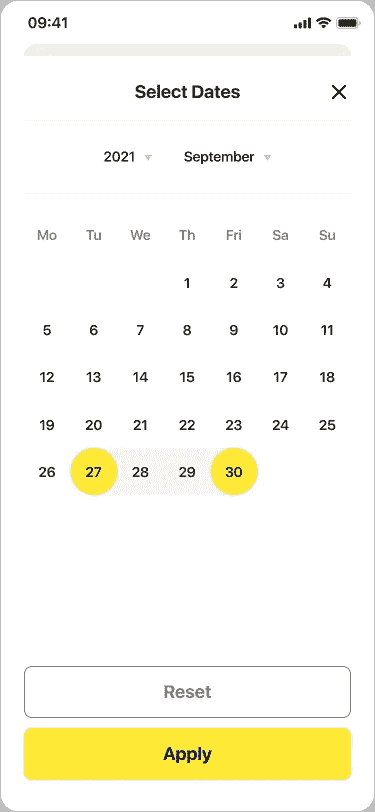 09:41
Select Dates
2021 September
Mo Tu We Th Fri Sa Su
1 2 3 4
5 6 7 8 9 10 11
12 13 14 15 16 17 18
19 20 21 22 23 24 25
26 27 28 29 30
Reset
Apply